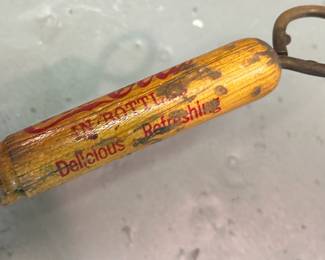 IN BOTTLES
Delicious Refreshing